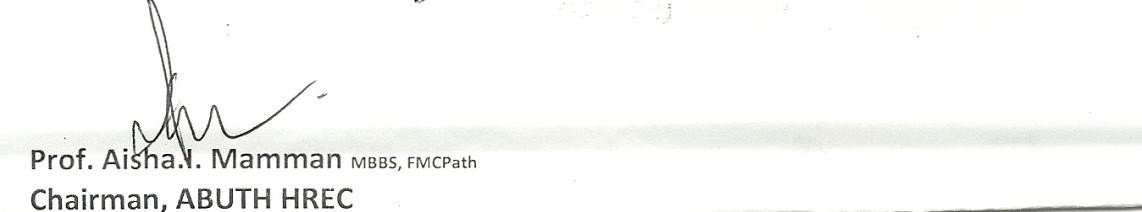 Prof. Aisha.I. Mamman MBBS, FMCPath
Chairman, ABUTH HREC